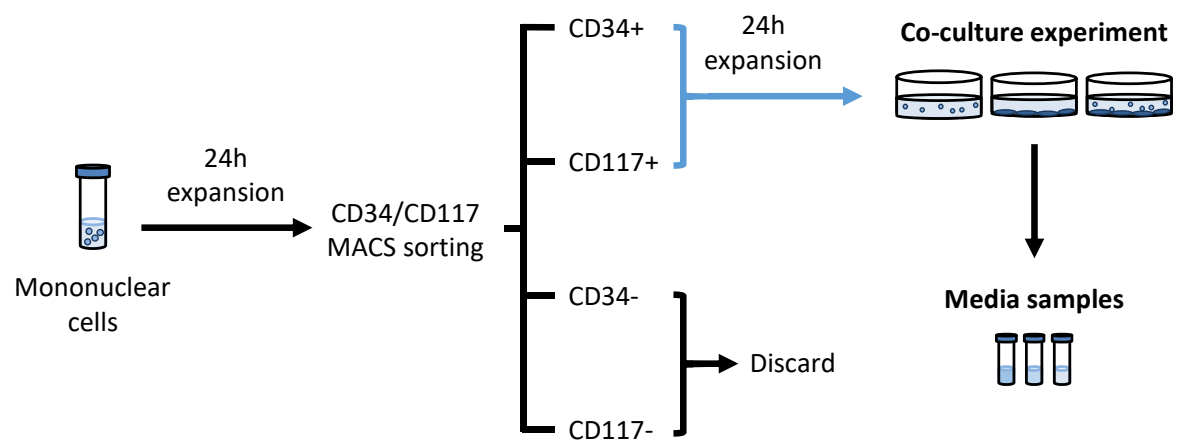 Mononuclear
cells
24h
expansion
CD34/CD117
MACS sorting
CD34+
CD117+
CD34-
CD117-
24h
expansion
Discard
Co-culture experiment
Media samples